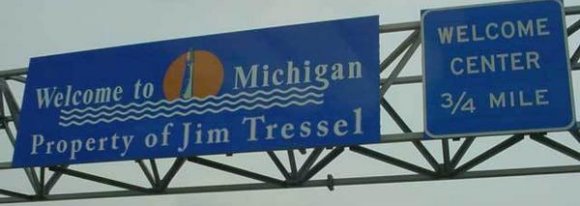 Welcome to Michigan
Property of Jim Tressel
WELCOME
CENTER
3/4 MILE